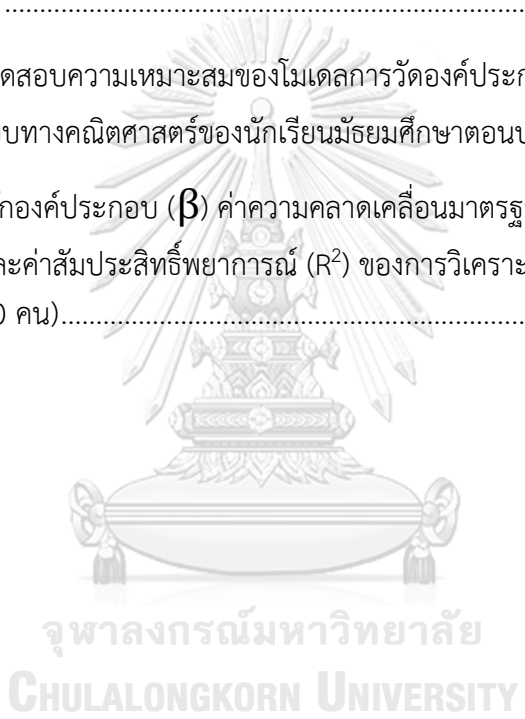 ...........................................................................
ดสอบความเหมาะสมของโมเดลการวัดองค์ประก
บทางคณิตศาสตร์ของนักเรียนมัธยมศึกษาตอนป
กองค์ประกอบ (β) ค่าความคลาดเคลื่อนมาตรฐ
ละค่าสัมประสิทธิ์พยาการณ์ (R²) ของการวิเครา
0 คน)...............................................................
จุฬาลงกรณ์มหาวิทยาลัย
CHULALONGKORN UNIVERSITY